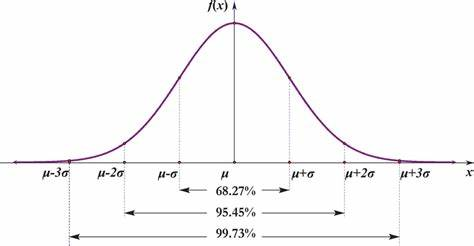 f(x)
μ-3σ μ-2σ μ-σ μ μ+σ μ+2σ μ+3σ x
68.27%
95.45%
99.73%